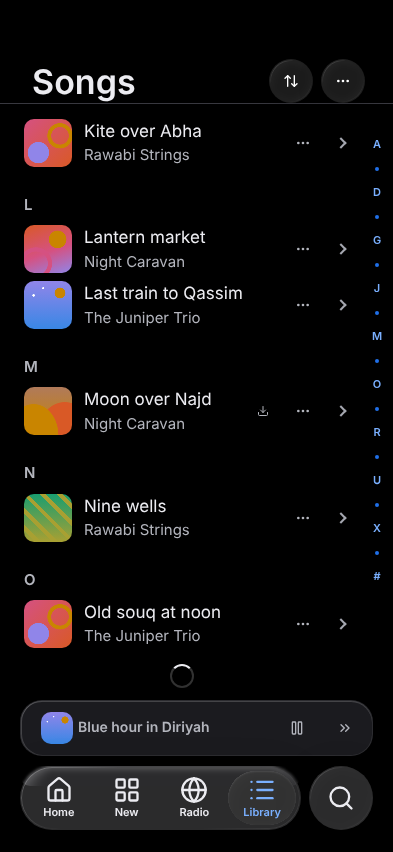 Songs
Kite over Abha
Rawabi Strings
L
Lantern market
Night Caravan
Last train to Qassim
The Juniper Trio
M
Moon over Najd
Night Caravan
N
Nine wells
Rawabi Strings
O
Old souq at noon
The Juniper Trio
A
D
G
J
M
O
R
U
X
#
Blue hour in Diriyah
Home
New
Radio
Library